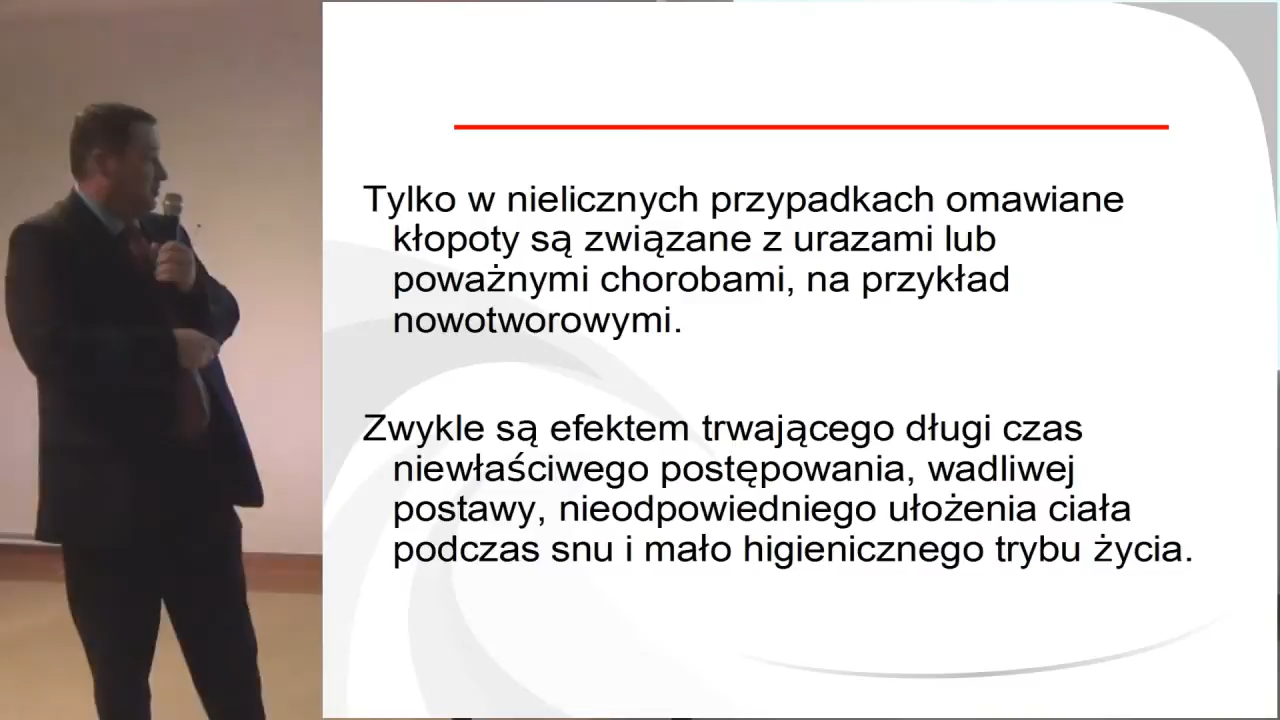 Tylko w nielicznych przypadkach omawiane
kłopoty są związane z urazami lub
poważnymi chorobami, na przykład
nowotworowymi.
Zwykle są efektem trwającego długi czas
niewłaściwego postępowania, wadliwej
postawy, nieodpowiedniego ułożenia ciała
podczas snu i mało higienicznego trybu życia.